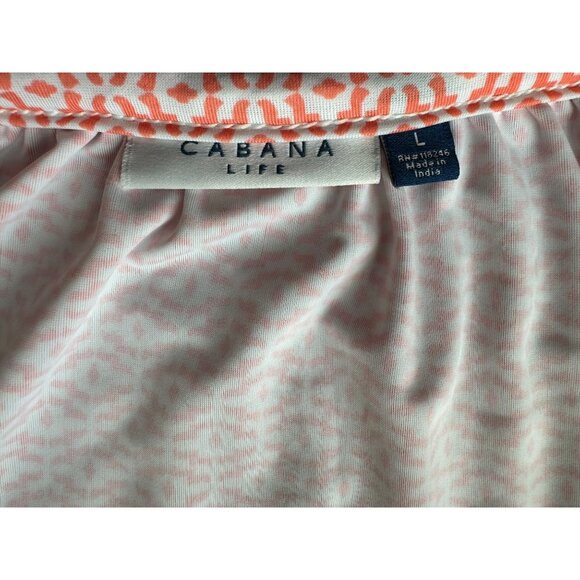 CABANA
LIFE
L
RN#118246
Made in
India